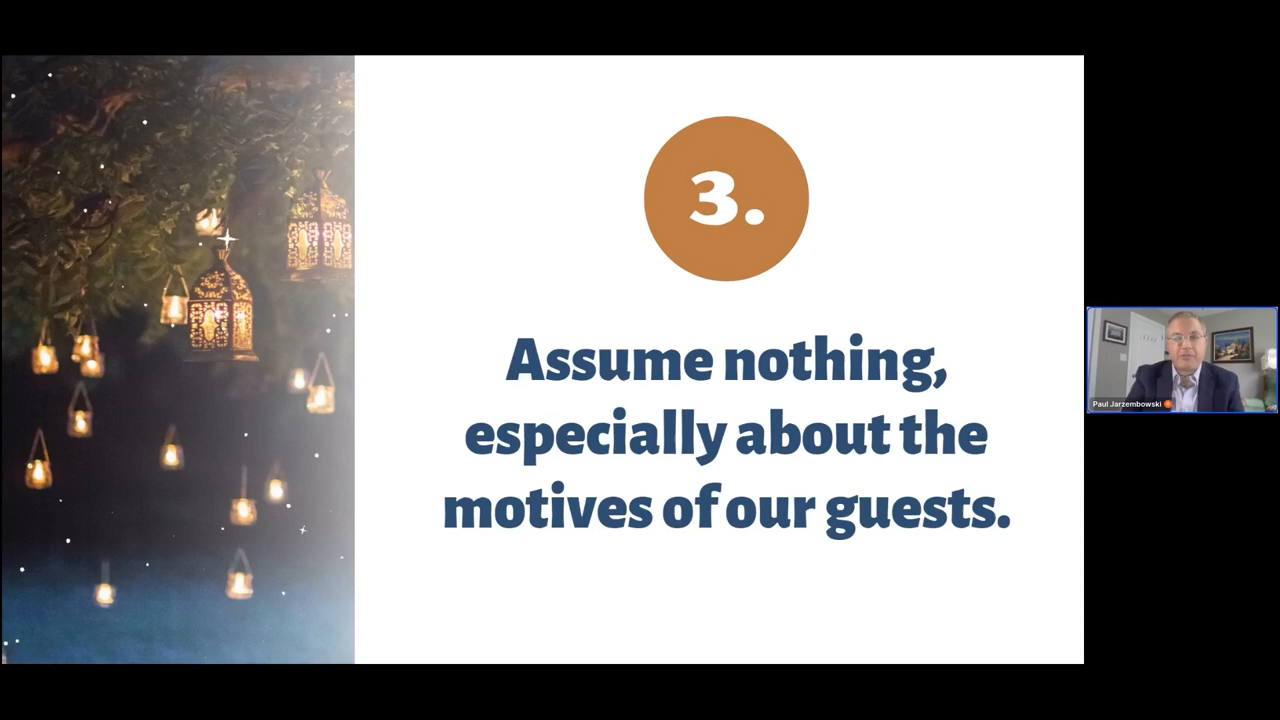 3.
Assume nothing,
especially about the
motives of our guests.
Paul Jarzembowski